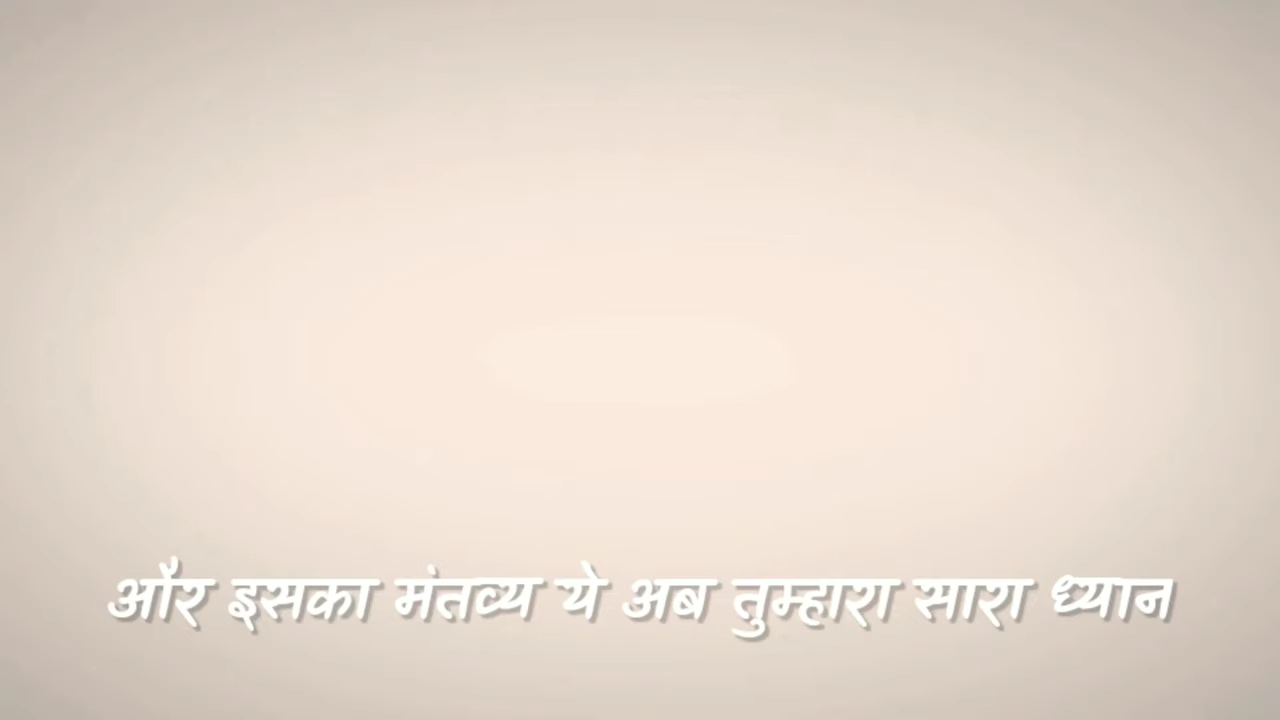 और इसका मंतव्य ये अब तुम्हारा सारा ध्यान